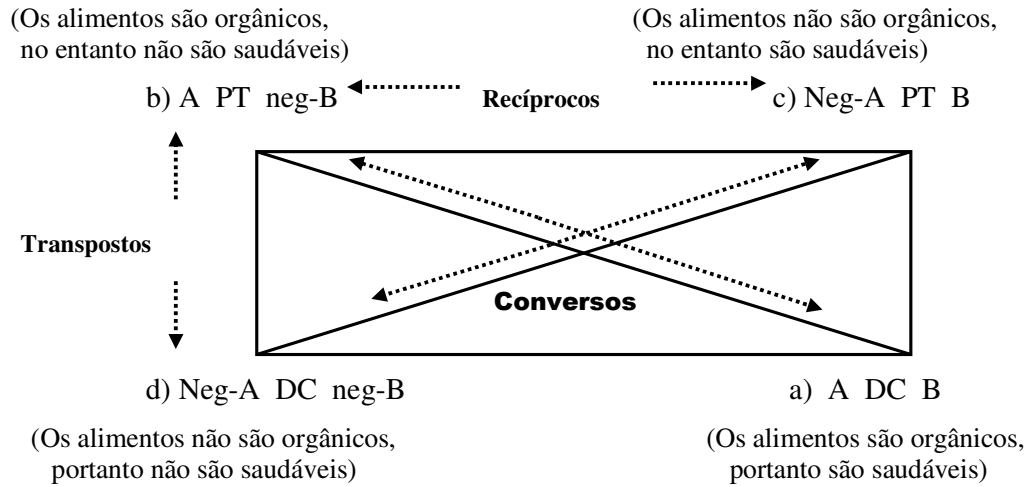 (Os alimentos são orgânicos,
no entanto não são saudáveis)
(Os alimentos não são orgânicos,
no entanto são saudáveis)
b) A PT neg-B
Recíprocos
c) Neg-A PT B
Transpostos
Conversos
d) Neg-A DC neg-B
a) A DC B
(Os alimentos não são orgânicos,
portanto não são saudáveis)
(Os alimentos são orgânicos,
portanto são saudáveis)